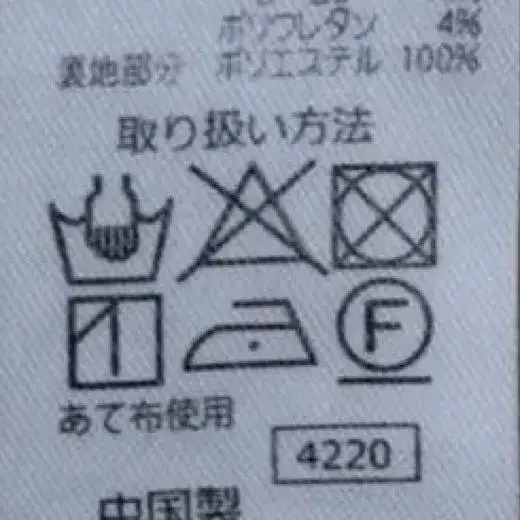 ポリウレタン 4%
裏地部分 ポリエステル 100%
取り扱い方法
F
あて布使用
4220
中国製